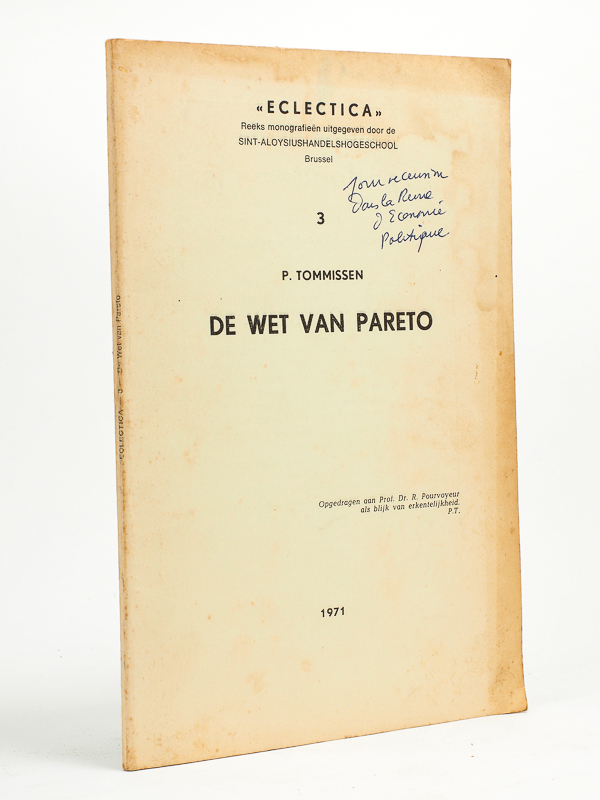 « ECLECTICA »
Reeks monografieën uitgegeven door de
SINT-ALOYSIUSHANDELSHOGESCHOOL
Brussel
pour recension
dans la Revue
d'Economie
Politique
3
P. TOMMISSEN
DE WET VAN PARETO
Opgedragen aan Prof. Dr. R. Pourvoyeur
als blijk van erkentelijkheid.
P.T.
1971
ECLECTICA — 3 — De Wet van Pareto